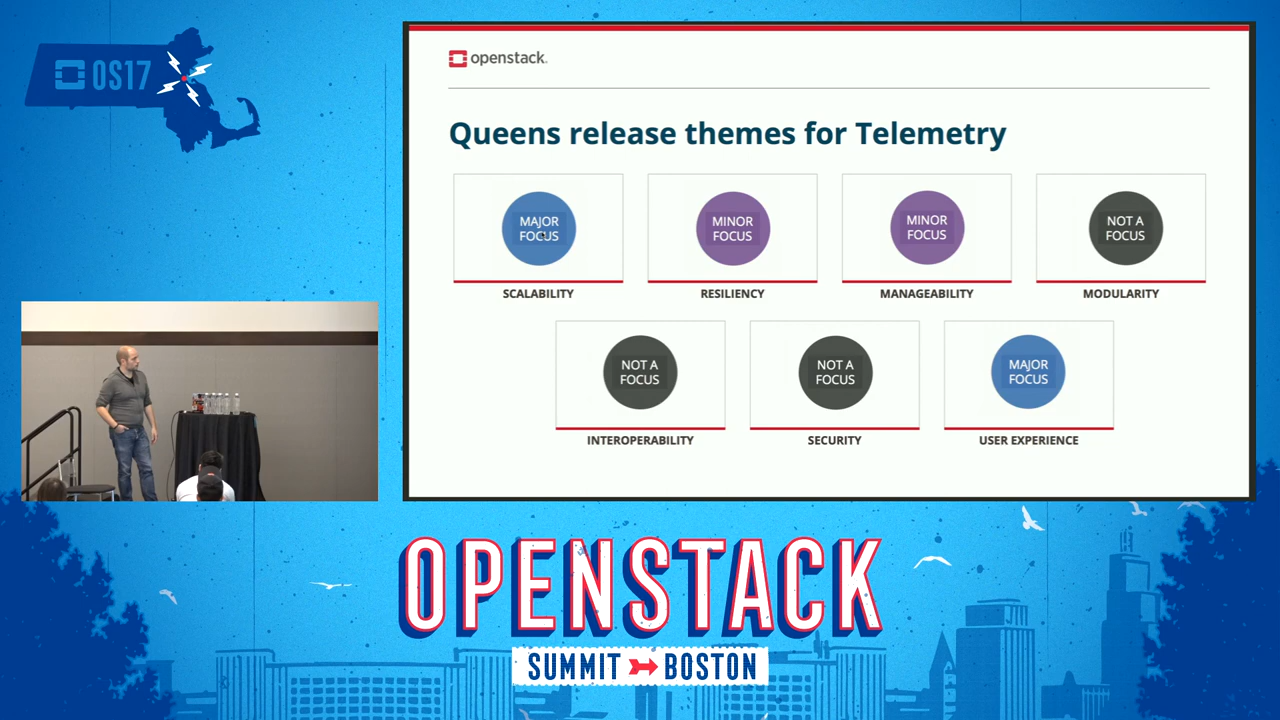 OS17
openstack.
Queens release themes for Telemetry
MAJOR
FOCUS
MINOR
FOCUS
MINOR
FOCUS
NOT A
FOCUS
SCALABILITY
RESILIENCY
MANAGEABILITY
MODULARITY
NOT A
FOCUS
NOT A
FOCUS
MAJOR
FOCUS
INTEROPERABILITY
SECURITY
USER EXPERIENCE
OPENSTACK
SUMMIT BOSTON